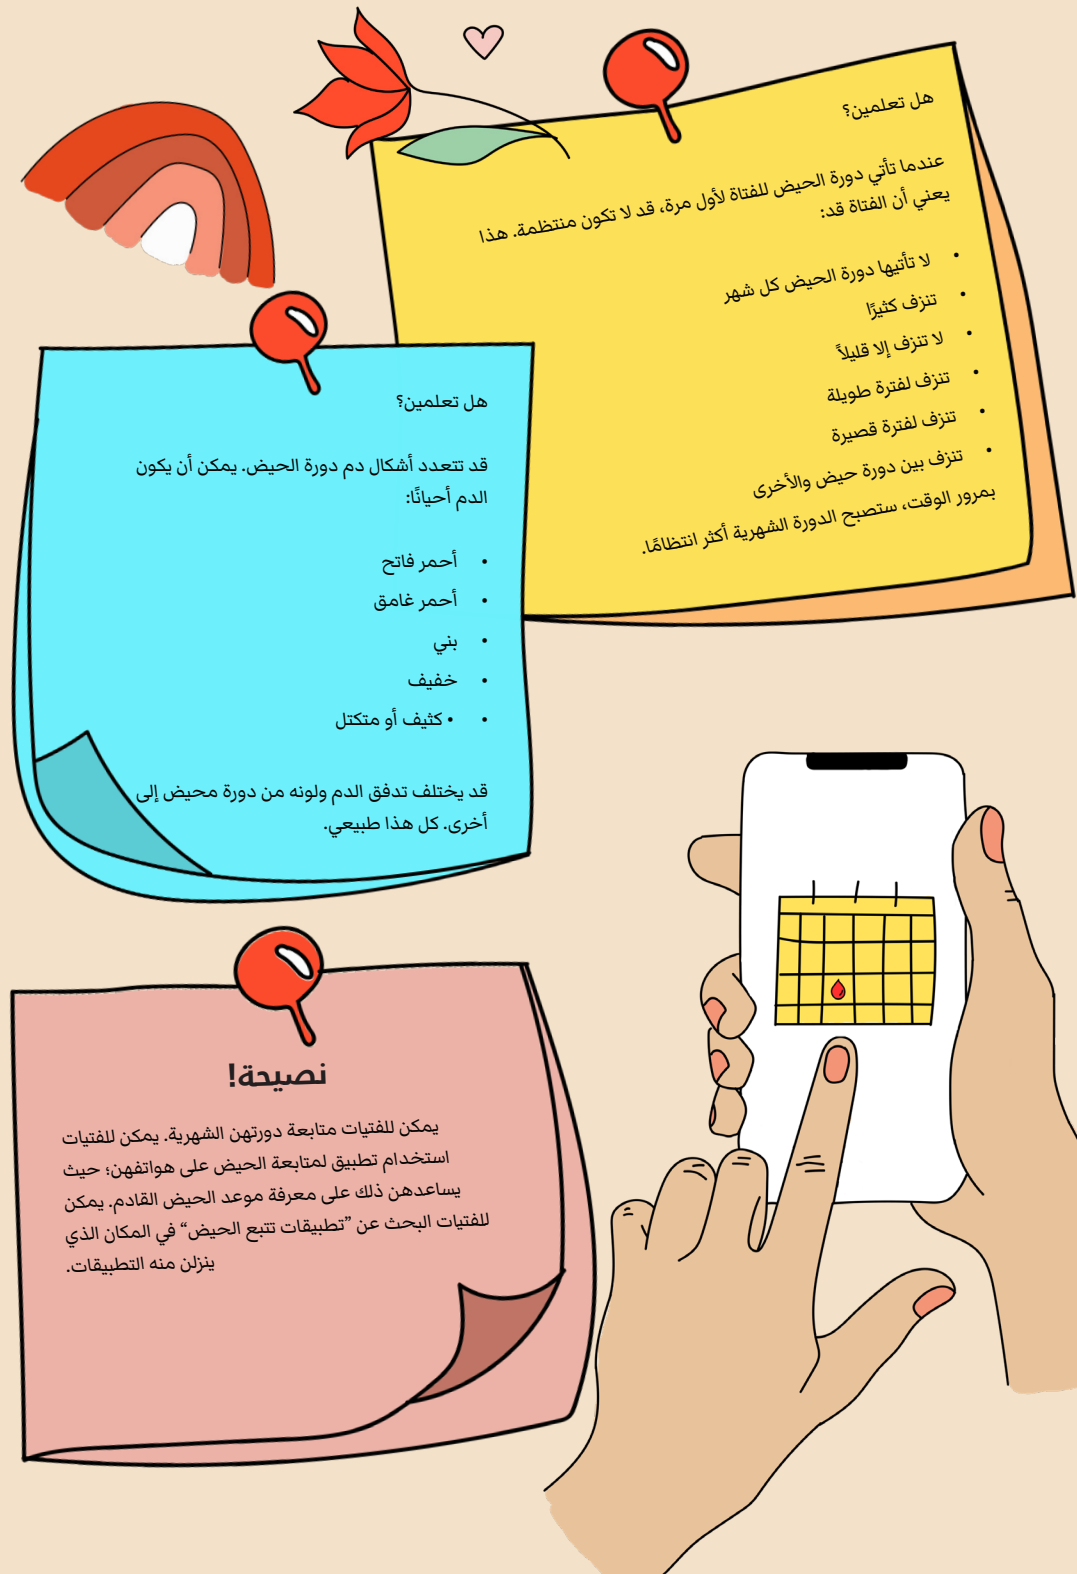 هل تعلمين؟
عندما تأتي دورة الحيض للفتاة لأول مرة، قد لا تكون منتظمة. هذا
يعني أن الفتاة قد:
• لا تأتيها دورة الحيض كل شهر
• تنزف كثيرًا
• لا تنزف إلا قليلاً
• تنزف لفترة طويلة
• تنزف لفترة قصيرة
• تنزف بين دورة حيض والأخرى
بمرور الوقت، ستصبح الدورة الشهرية أكثر انتظامًا.
هل تعلمين؟
قد تتعدد أشكال دم دورة الحيض. يمكن أن يكون
الدم أحيانًا:
• أحمر فاتح
• أحمر غامق
• بني
• خفيف
• • كثيف أو متكتل
قد يختلف تدفق الدم ولونه من دورة محيض إلى
أخرى. كل هذا طبيعي.
نصيحة!
يمكن للفتيات متابعة دورتهن الشهرية. يمكن للفتيات
استخدام تطبيق لمتابعة الحيض على هواتفهن؛ حيث
يساعدهن ذلك على معرفة موعد الحيض القادم. يمكن
للفتيات البحث عن ”تطبيقات تتبع الحيض“ في المكان الذي
ينزلن منه التطبيقات.